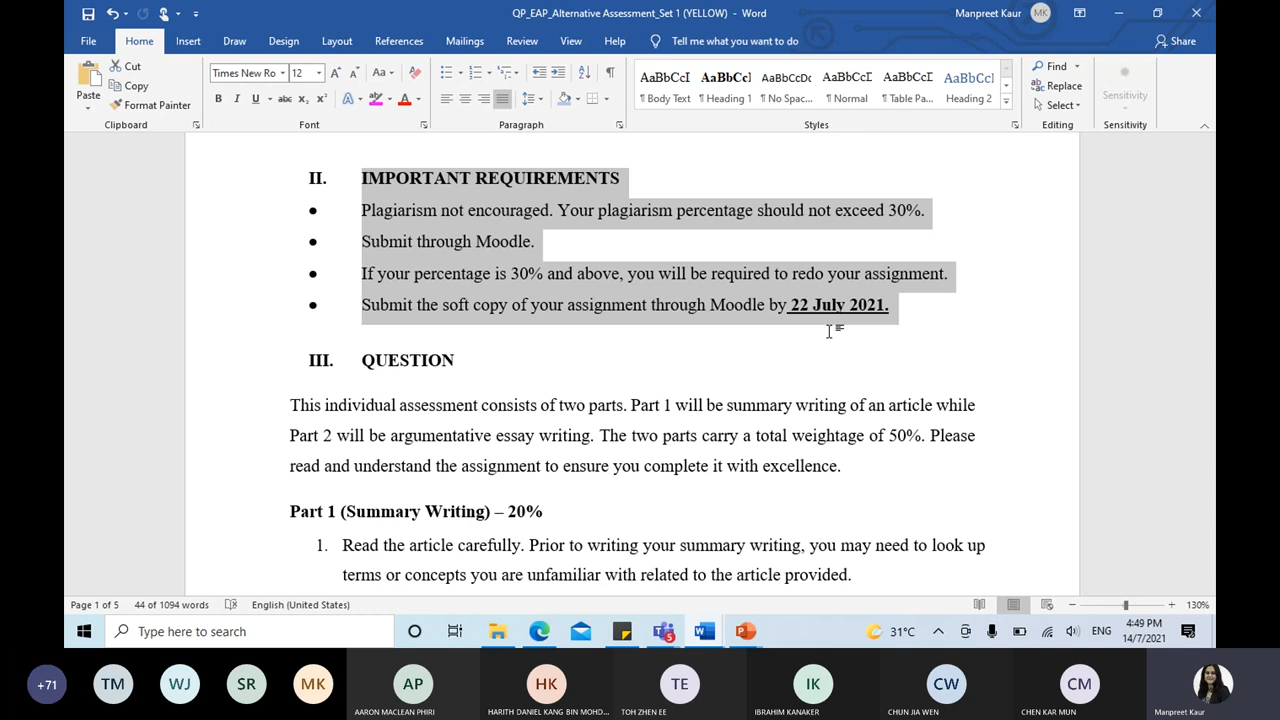 QP_EAP_Alternative Assessment_Set 1 (YELLOW) - Word
Manpreet Kaur MK
File Home Insert Draw Design Layout References Mailings Review View Help Tell me what you want to do Share
Paste
Cut
Copy
Format Painter
Clipboard
Times New Ro 12
Font
Paragraph
AaBbCcI AaBbCcI AaBbCcDc AaBbCcD AaBbCcD AaBbCcD
¶ Body Text ¶ Heading 1 ¶ No Spac... ¶ Normal ¶ Table Pa... Heading 2
Styles
Find
Replace
Select
Editing
Sensitivity
Sensitivity
II. IMPORTANT REQUIREMENTS
● Plagiarism not encouraged. Your plagiarism percentage should not exceed 30%.
● Submit through Moodle.
● If your percentage is 30% and above, you will be required to redo your assignment.
● Submit the soft copy of your assignment through Moodle by 22 July 2021.
III. QUESTION
This individual assessment consists of two parts. Part 1 will be summary writing of an article while
Part 2 will be argumentative essay writing. The two parts carry a total weightage of 50%. Please
read and understand the assignment to ensure you complete it with excellence.
Part 1 (Summary Writing) – 20%
1. Read the article carefully. Prior to writing your summary writing, you may need to look up
terms or concepts you are unfamiliar with related to the article provided.
Page 1 of 5 44 of 1094 words English (United States) 130%
Type here to search
5
31°C ENG
4:49 PM
14/7/2021
+71 TM WJ SR MK AP HK TE IK CW CM
AARON MACLEAN PHIRI HARITH DANIEL KANG BIN MOHD... TOH ZHEN EE IBRAHIM KANAKER CHUN JIA WEN CHEN KAR MUN Manpreet Kaur